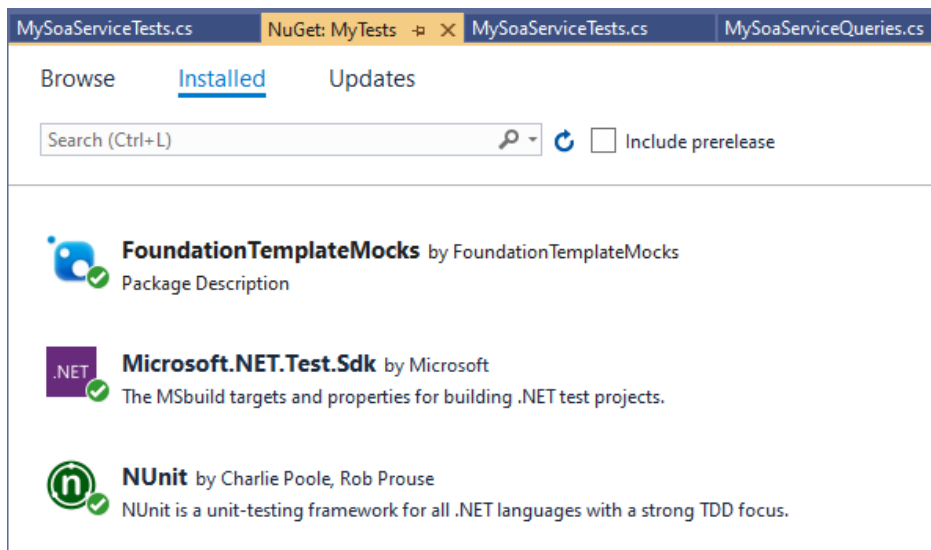 MySoaServiceTests.cs NuGet: MyTests MySoaServiceTests.cs MySoaServiceQueries.cs
Browse Installed Updates
Search (Ctrl+L) Include prerelease
FoundationTemplateMocks by FoundationTemplateMocks
Package Description
.NET
Microsoft.NET.Test.Sdk by Microsoft
The MSbuild targets and properties for building .NET test projects.
n
NUnit by Charlie Poole, Rob Prouse
NUnit is a unit-testing framework for all .NET languages with a strong TDD focus.